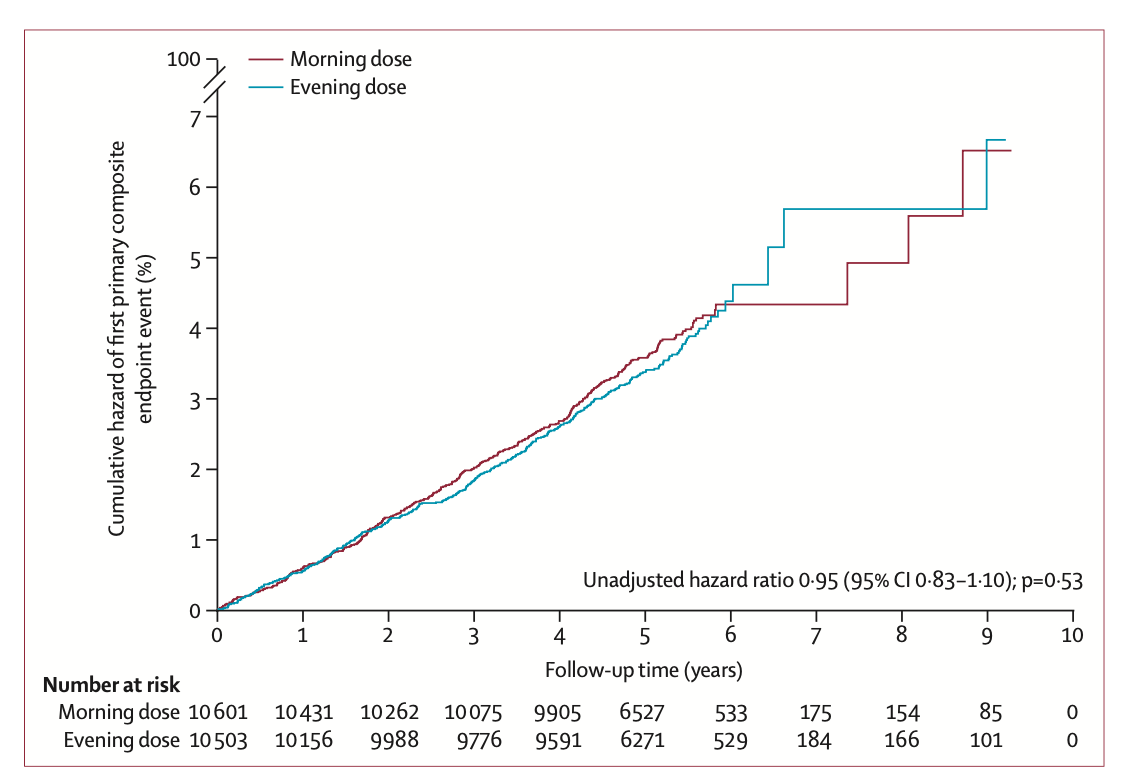 100
Morning dose
Evening dose
7
6
5
4
3
2
1
0
Cumulative hazard of first primary composite
endpoint event (%)
Unadjusted hazard ratio 0·95 (95% CI 0·83–1·10); p=0·53
0 1 2 3 4 5 6 7 8 9 10
Follow-up time (years)
Number at risk
Morning dose 10 601 10 431 10 262 10 075 9905 6527 533 175 154 85 0
Evening dose 10 503 10 156 9988 9776 9591 6271 529 184 166 101 0